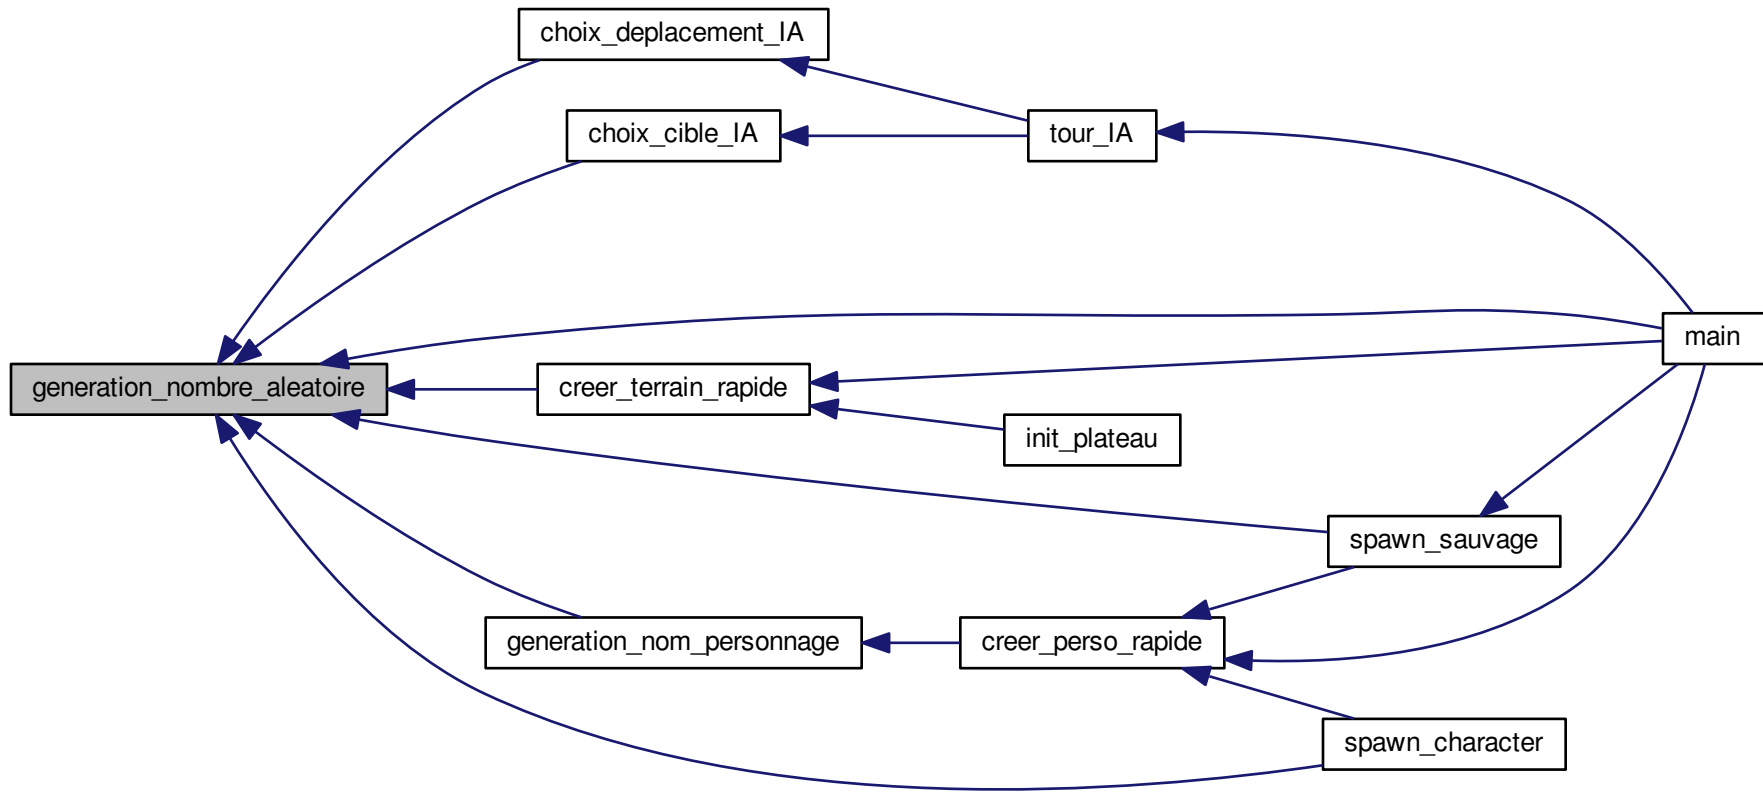 choix_deplacement_IA
choix_cible_IA
tour_IA
main
generation_nombre_aleatoire
creer_terrain_rapide
init_plateau
spawn_sauvage
generation_nom_personnage
creer_perso_rapide
spawn_character